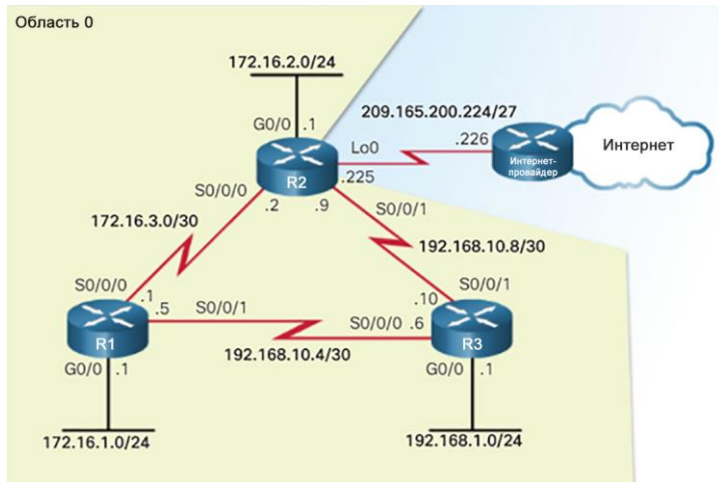 Область 0
172.16.2.0/24
209.165.200.224/27
G0/0 .1
.226
Интернет
Lo0
Интернет-
провайдер
R2
.225
S0/0/0
.2
.9
S0/0/1
172.16.3.0/30
192.168.10.8/30
S0/0/0
S0/0/1
.1
.5
S0/0/1
.10
S0/0/0 .6
R1
R3
192.168.10.4/30
G0/0 .1
G0/0 .1
172.16.1.0/24
192.168.1.0/24